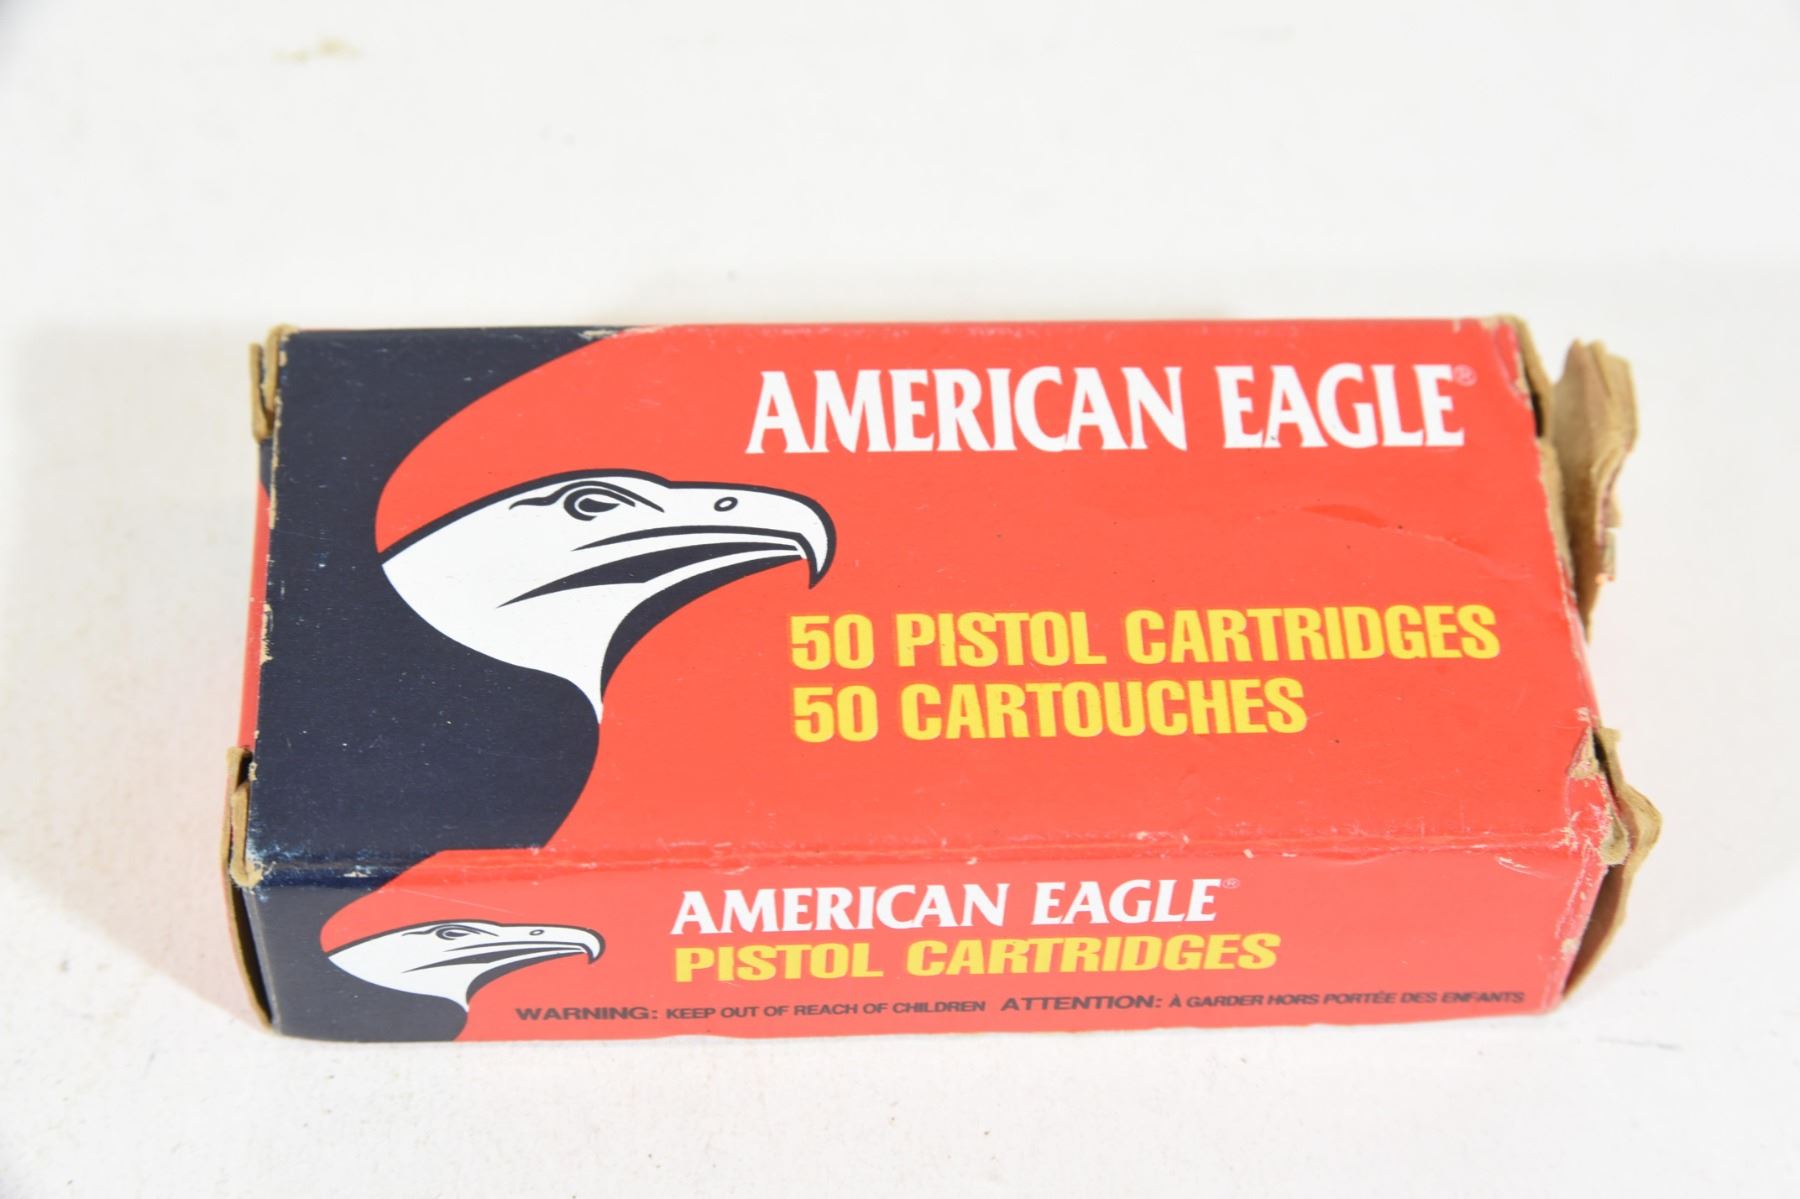 AMERICAN EAGLE®
50 PISTOL CARTRIDGES
50 CARTOUCHES
AMERICAN EAGLE®
PISTOL CARTRIDGES
WARNING: KEEP OUT OF REACH OF CHILDREN ATTENTION: À GARDER HORS PORTÉE DES ENFANTS